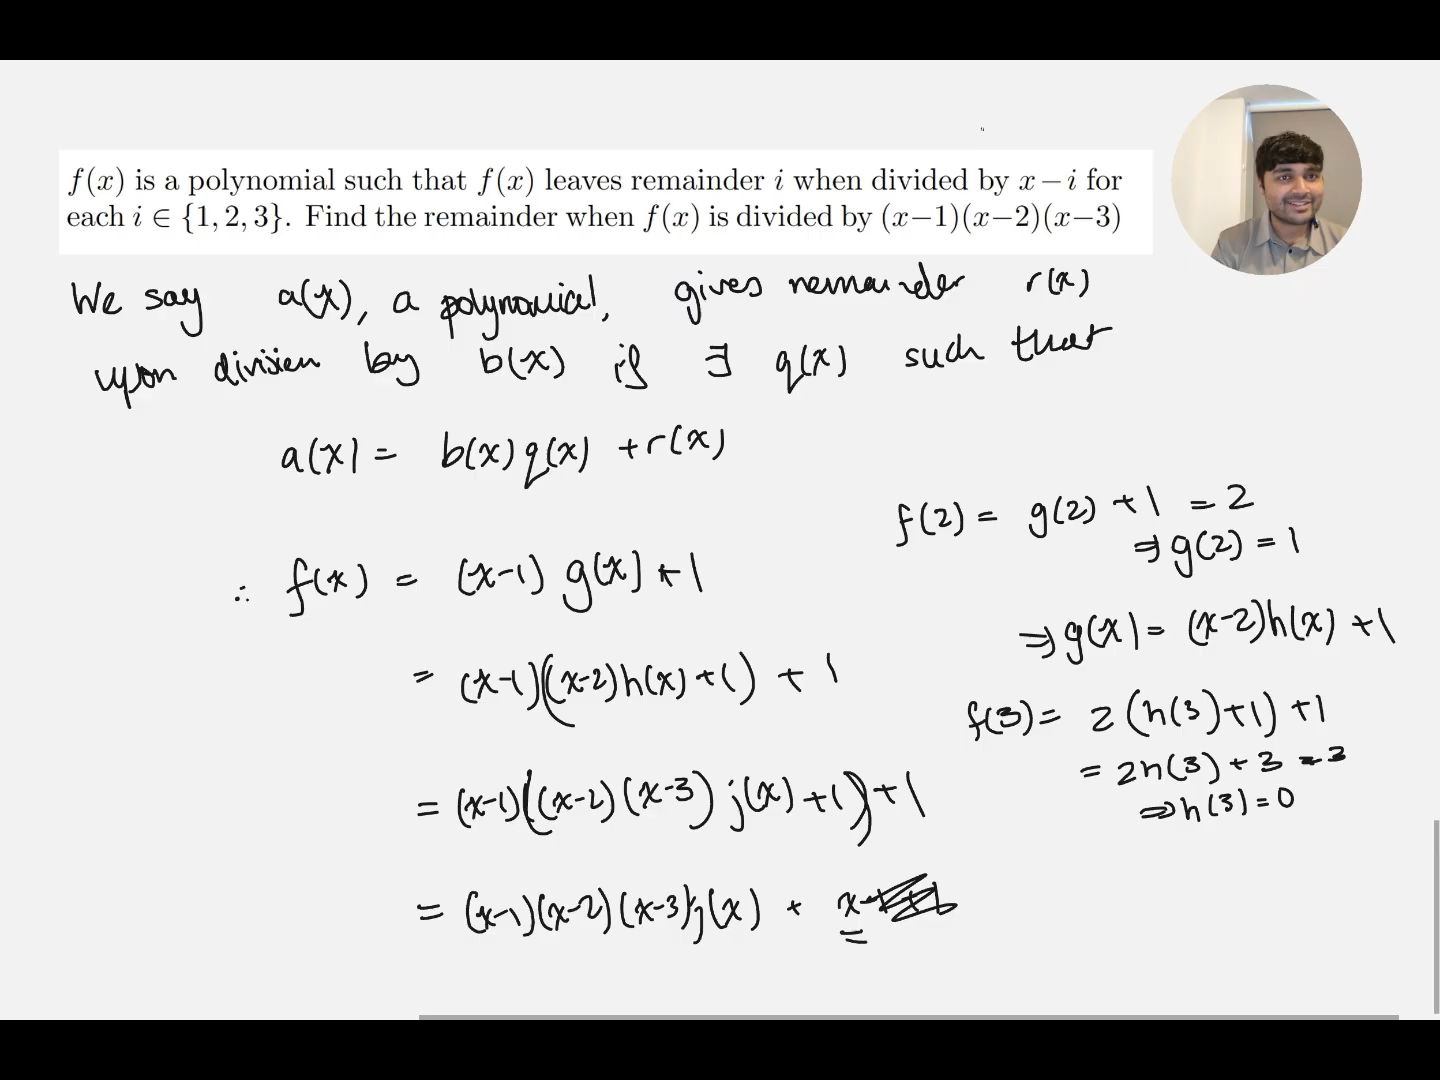 f(x) is a polynomial such that f(x) leaves remainder i when divided by x−i for
each i ∈ {1, 2, 3}. Find the remainder when f(x) is divided by (x−1)(x−2)(x−3)
We say a(x), a polynomial, gives remainder r(x)
upon division by b(x) if ∃ q(x) such that
a(x) = b(x) q(x) + r(x)
∴ f(x) = (x-1) g(x) + 1
= (x-1)((x-2)h(x)+1) + 1
= (x-1)((x-2)(x-3) j(x) +1) + 1
= (x-1)(x-2)(x-3) j(x) + x
f(2) = g(2) + 1 = 2
⇒ g(2) = 1
⇒ g(x) = (x-2)h(x) + 1
f(3) = 2(h(3)+1) + 1
= 2h(3) + 3 = 3
⇒ h(3) = 0